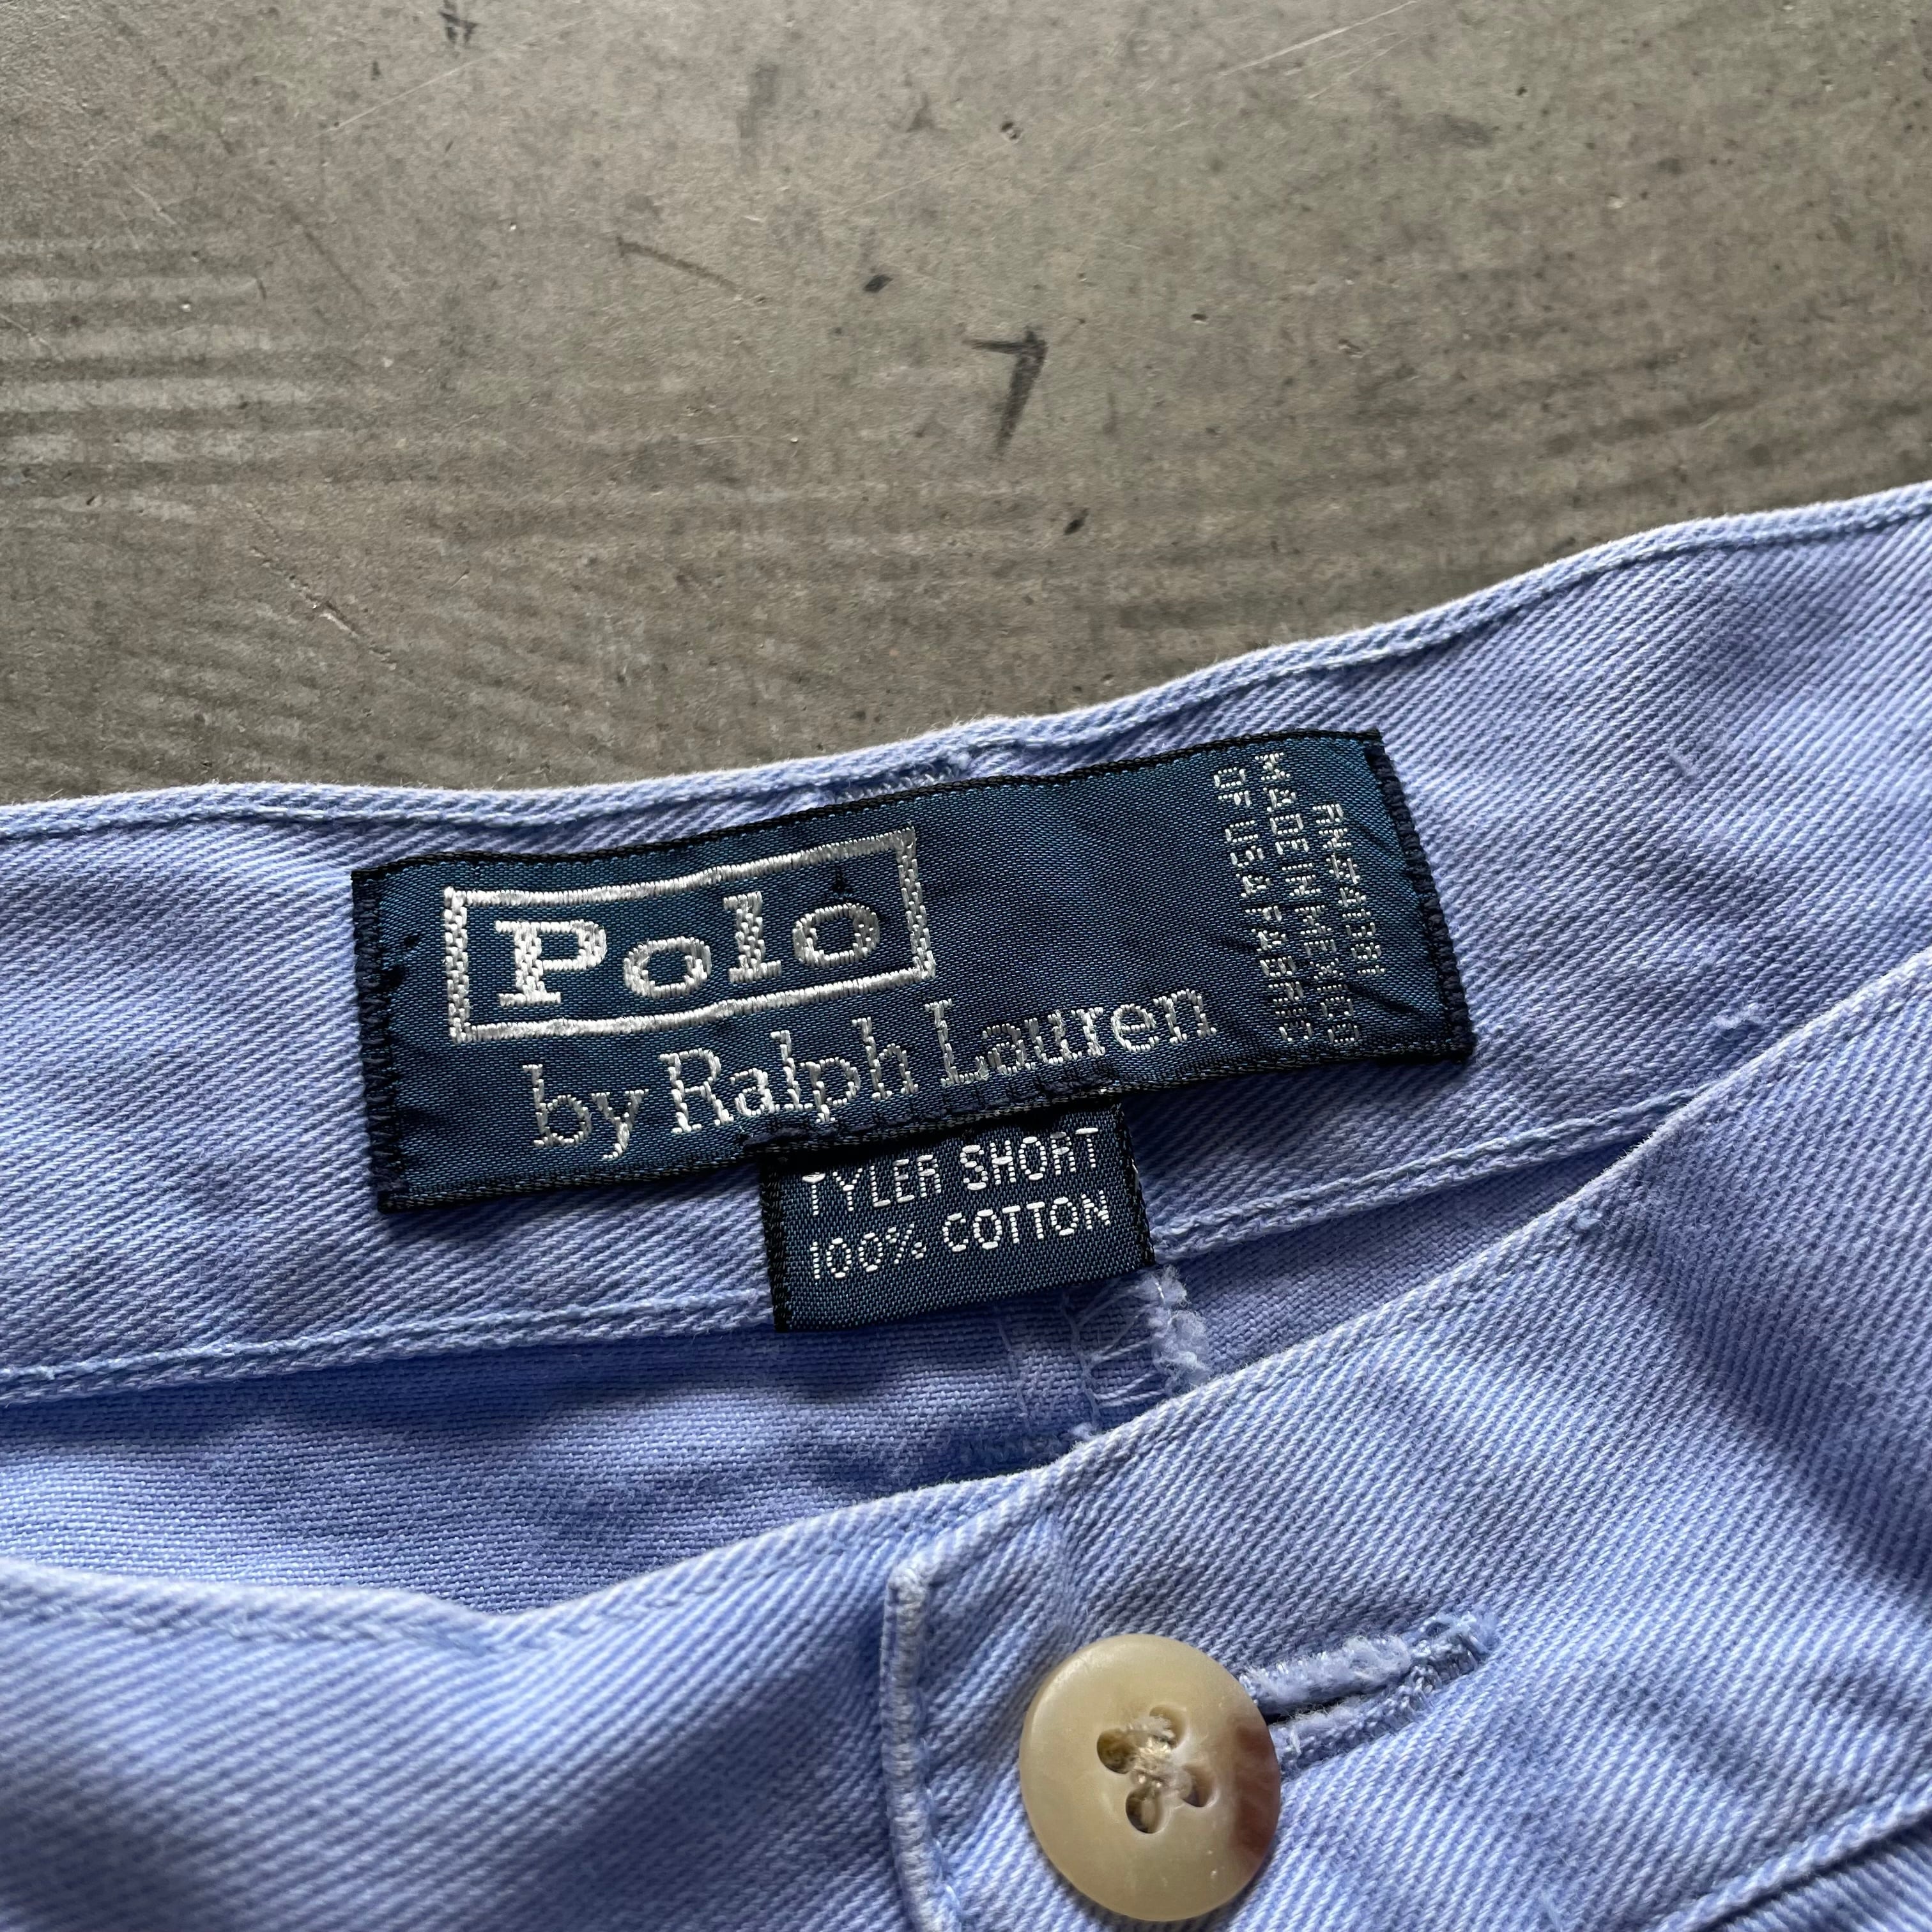 Polo
by Ralph Lauren
RN#41381
MADE IN MEXICO
OF USA FABRIC
TYLER SHORT
100% COTTON